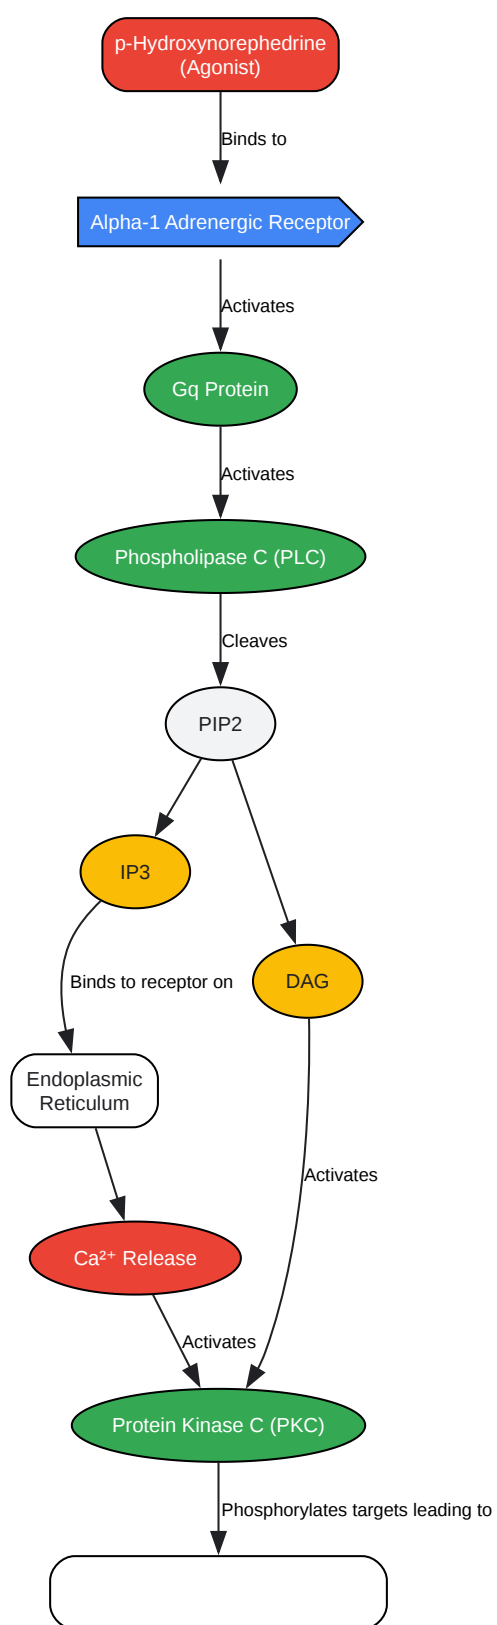 p-Hydroxynorephedrine
(Agonist)
Binds to
Alpha-1 Adrenergic Receptor
Activates
Gq Protein
Activates
Phospholipase C (PLC)
Cleaves
PIP2
IP3
Binds to receptor on
DAG
Endoplasmic
Reticulum
Activates
Ca²⁺ Release
Activates
Protein Kinase C (PKC)
Phosphorylates targets leading to